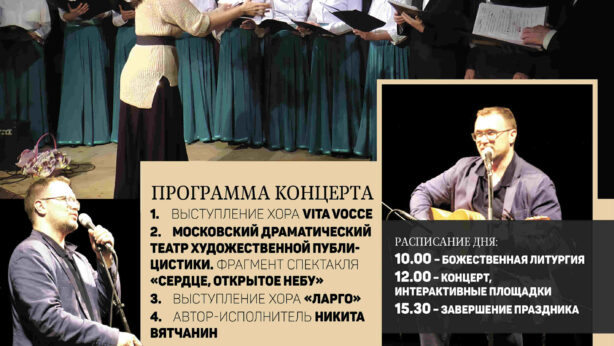 ПРОГРАММА КОНЦЕРТА
1. ВЫСТУПЛЕНИЕ ХОРА VITA VOCCE
2. МОСКОВСКИЙ ДРАМАТИЧЕСКИЙ
ТЕАТР ХУДОЖЕСТВЕННОЙ ПУБЛИ-
ЦИСТИКИ. ФРАГМЕНТ СПЕКТАКЛЯ
«СЕРДЦЕ, ОТКРЫТОЕ НЕБУ»
3. ВЫСТУПЛЕНИЕ ХОРА «ЛАРГО»
4. АВТОР-ИСПОЛНИТЕЛЬ НИКИТА
ВЯТЧАНИН
РАСПИСАНИЕ ДНЯ:
10.00 – БОЖЕСТВЕННАЯ ЛИТУРГИЯ
12.00 – КОНЦЕРТ,
ИНТЕРАКТИВНЫЕ ПЛОЩАДКИ
15.30 – ЗАВЕРШЕНИЕ ПРАЗДНИКА